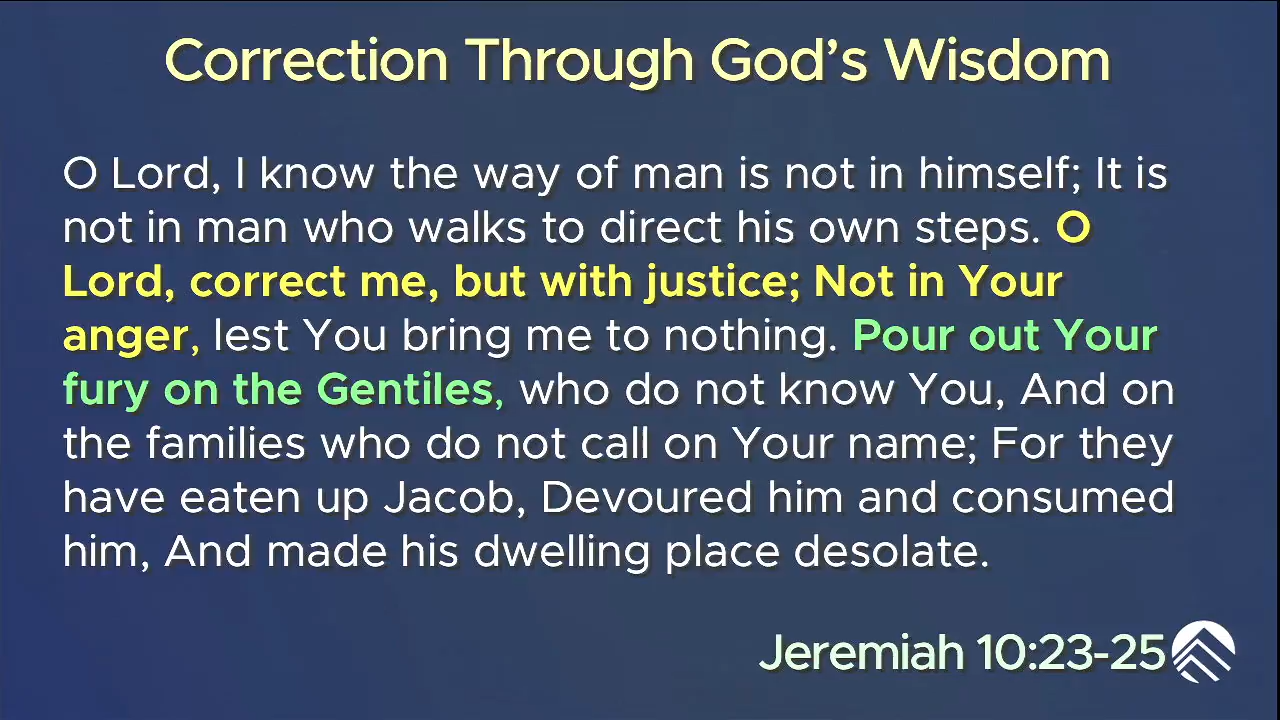 Correction Through God's Wisdom
O Lord, I know the way of man is not in himself; It is
not in man who walks to direct his own steps. O
Lord, correct me, but with justice; Not in Your
anger, lest You bring me to nothing. Pour out Your
fury on the Gentiles, who do not know You, And on
the families who do not call on Your name; For they
have eaten up Jacob, Devoured him and consumed
him, And made his dwelling place desolate.
Jeremiah 10:23-25